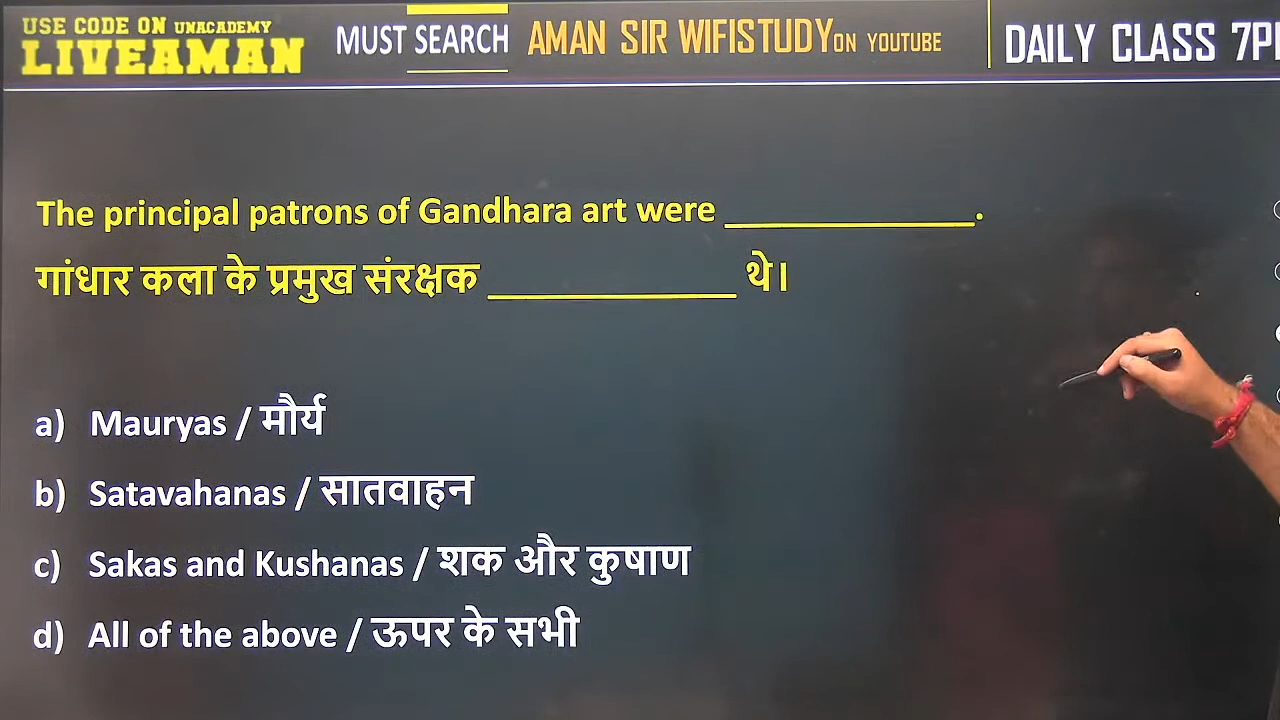 USE CODE ON UNACADEMY
LIVEAMAN
MUST SEARCH AMAN SIR WIFISTUDY ON YOUTUBE
DAILY CLASS 7P
The principal patrons of Gandhara art were ______________.
गांधार कला के प्रमुख संरक्षक ______________ थे।
a) Mauryas / मौर्य
b) Satavahanas / सातवाहन
c) Sakas and Kushanas / शक और कुषाण
d) All of the above / ऊपर के सभी